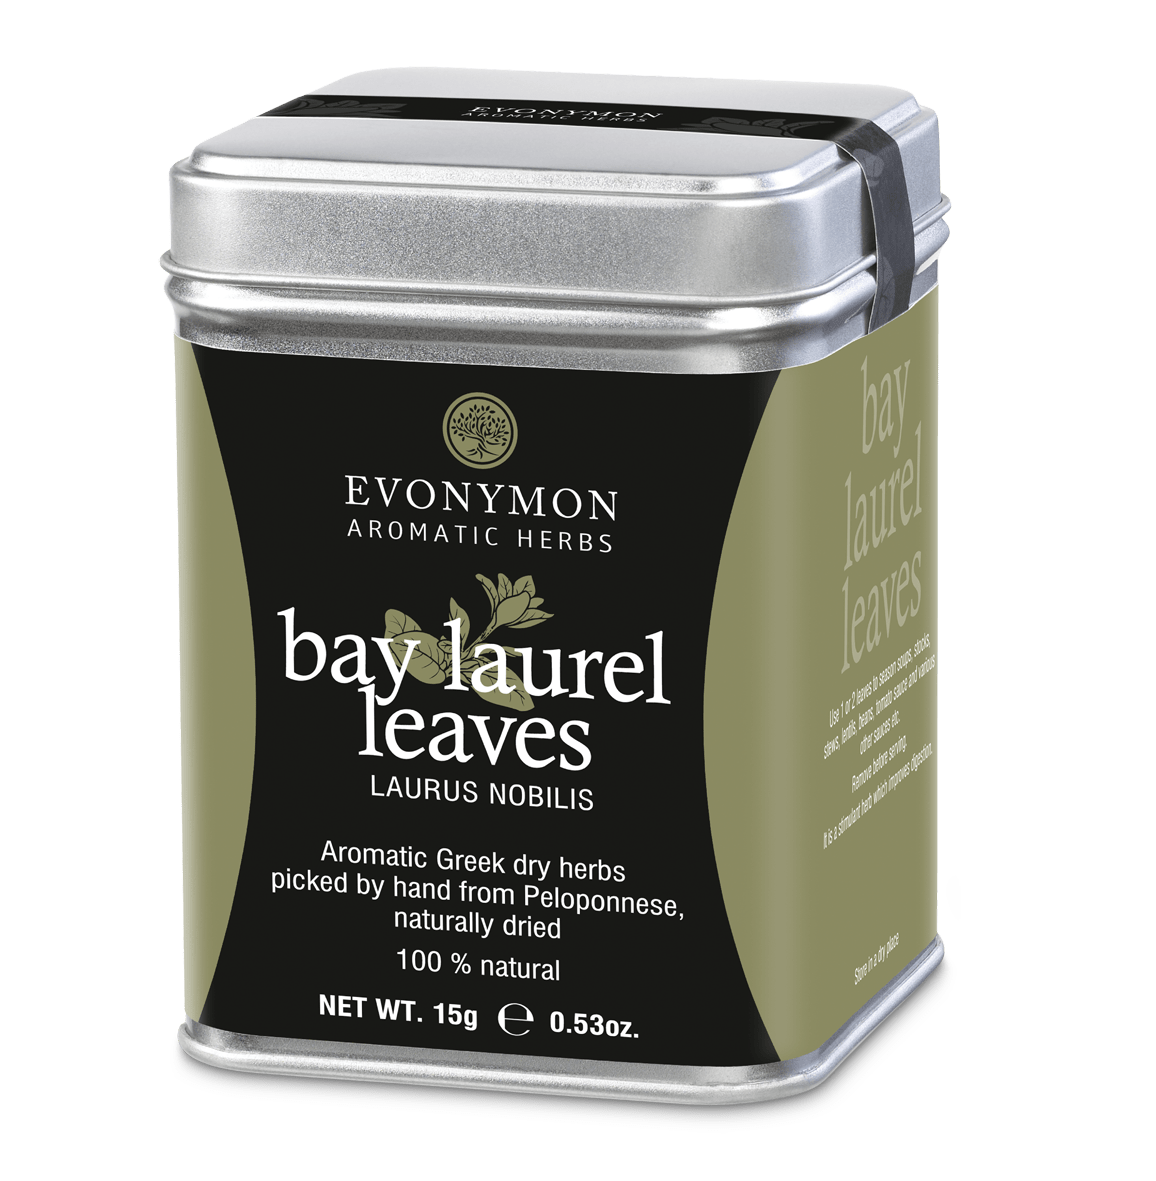 EVONYMON
AROMATIC HERBS
EVONYMON
AROMATIC HERBS
bay laurel
leaves
LAURUS NOBILIS
Aromatic Greek dry herbs
picked by hand from Peloponnese,
naturally dried
100 % natural
NET WT. 15g ℮ 0.53oz.
bay
laurel
leaves
Use 1 or 2 leaves to season soups, stocks,
stews, lentils, beans, tomato sauce and various
other sauces etc.
Remove before serving.
It is a stimulant herb which improves digestion.
Store in a dry place